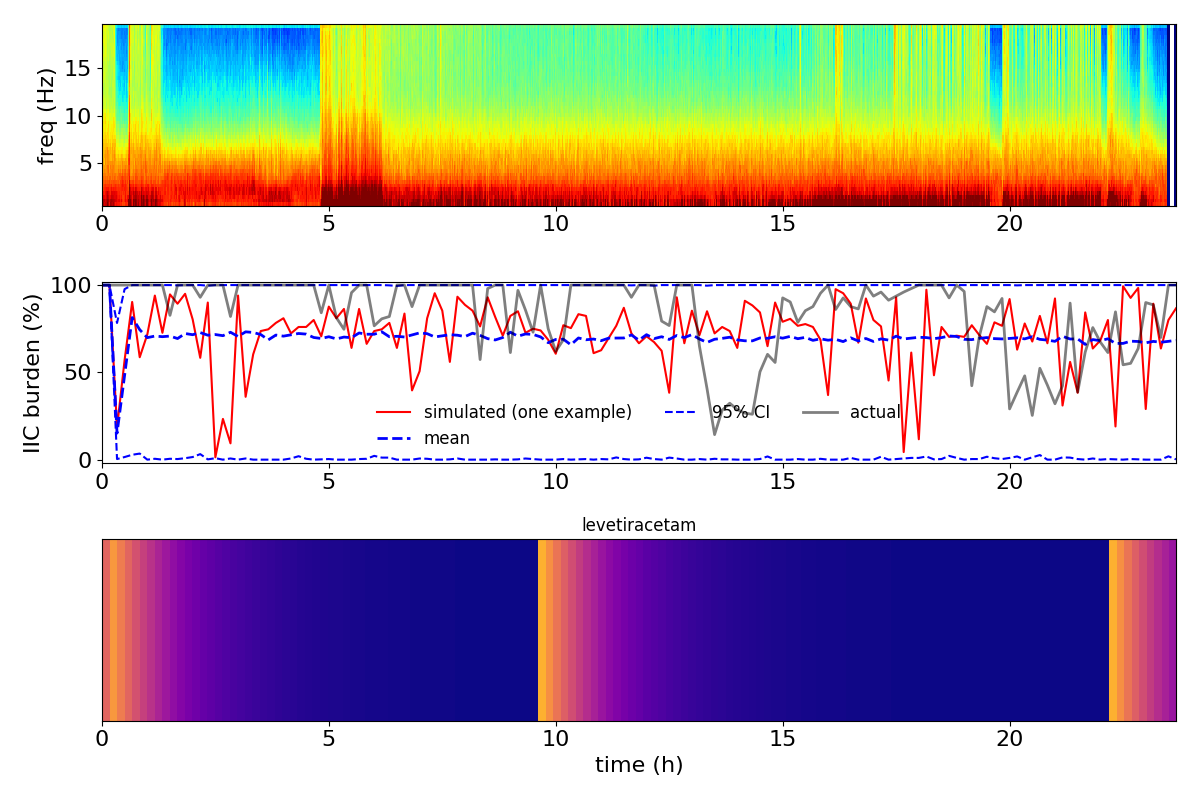 freq (Hz)
15
10
5
0 5 10 15 20
IIC burden (%)
100
50
0
simulated (one example)
mean
95% CI
actual
0 5 10 15 20
levetiracetam
0 5 10 15 20
time (h)